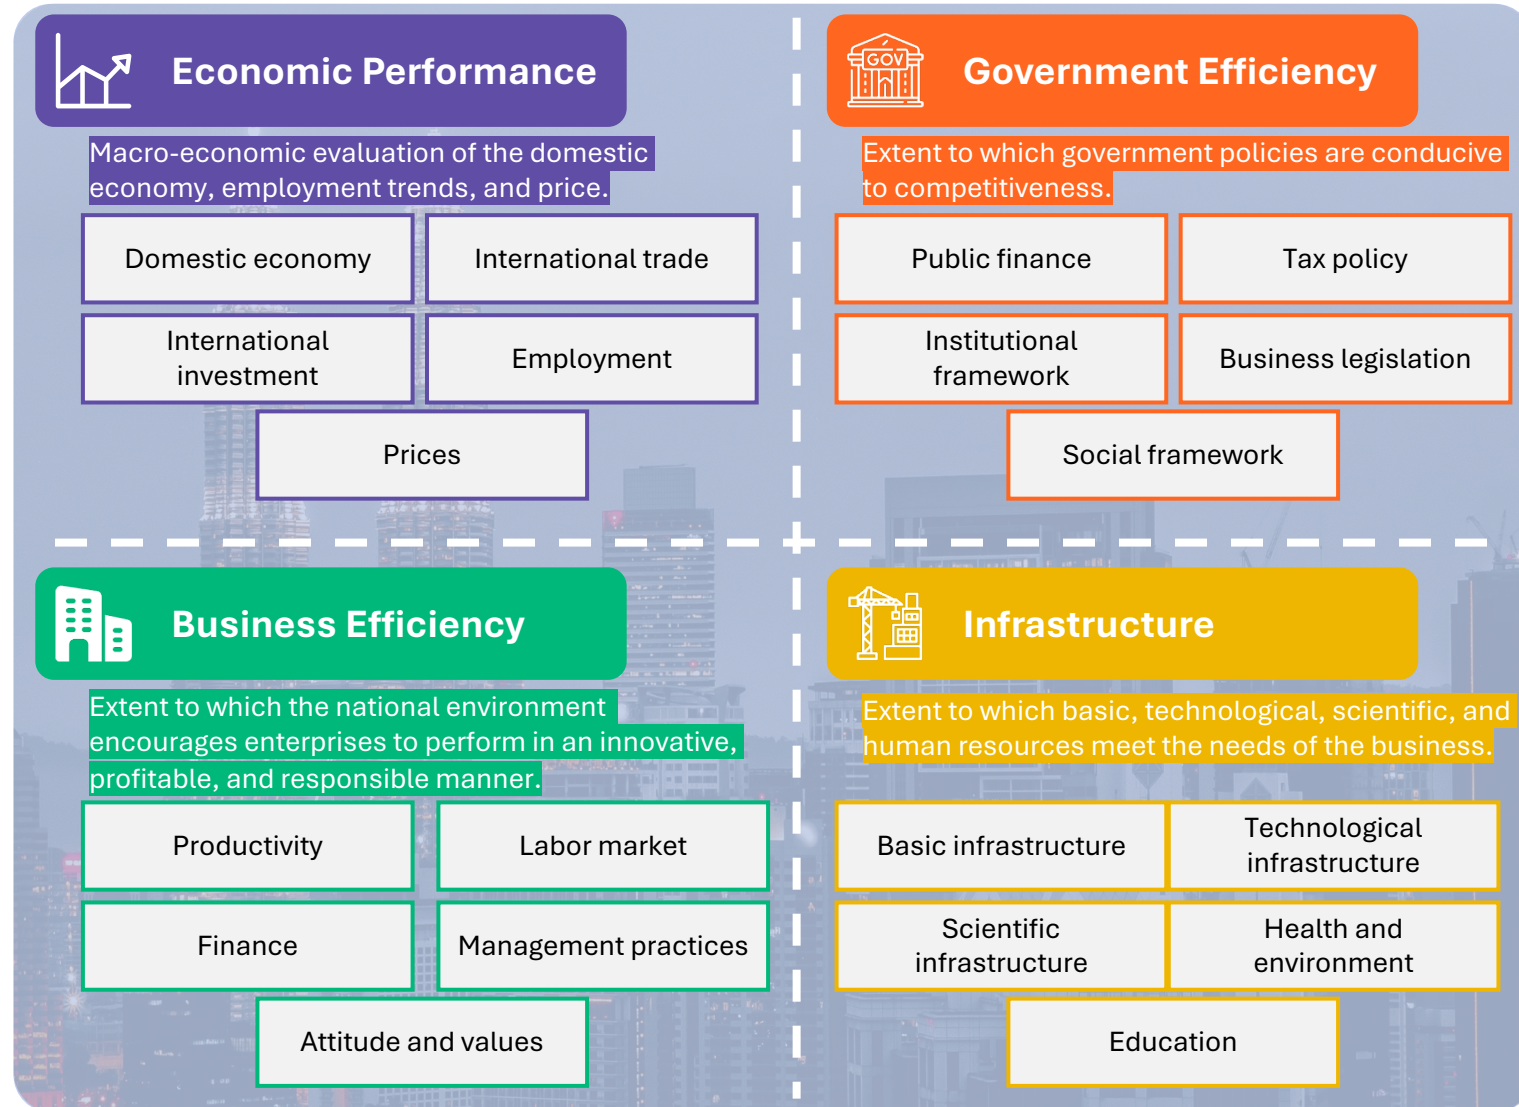 Economic Performance
Macro-economic evaluation of the domestic
economy, employment trends, and price.
Domestic economy
International trade
International
investment
Employment
Prices
GOV
Government Efficiency
Extent to which government policies are conducive
to competitiveness.
Public finance
Tax policy
Institutional
framework
Business legislation
Social framework
Business Efficiency
Extent to which the national environment
encourages enterprises to perform in an innovative,
profitable, and responsible manner.
Productivity
Labor market
Finance
Management practices
Attitude and values
Infrastructure
Extent to which basic, technological, scientific, and
human resources meet the needs of the business.
Basic infrastructure
Technological
infrastructure
Scientific
infrastructure
Health and
environment
Education